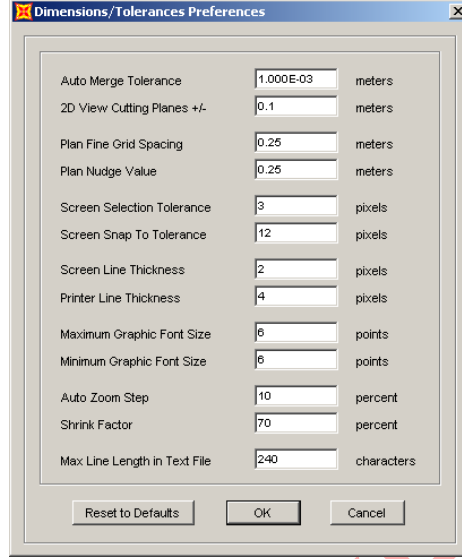 Dimensions/Tolerances Preferences
Auto Merge Tolerance 1.000E-03 meters
2D View Cutting Planes +/- 0.1 meters
Plan Fine Grid Spacing 0.25 meters
Plan Nudge Value 0.25 meters
Screen Selection Tolerance 3 pixels
Screen Snap To Tolerance 12 pixels
Screen Line Thickness 2 pixels
Printer Line Thickness 4 pixels
Maximum Graphic Font Size 6 points
Minimum Graphic Font Size 6 points
Auto Zoom Step 10 percent
Shrink Factor 70 percent
Max Line Length in Text File 240 characters
Reset to Defaults OK Cancel